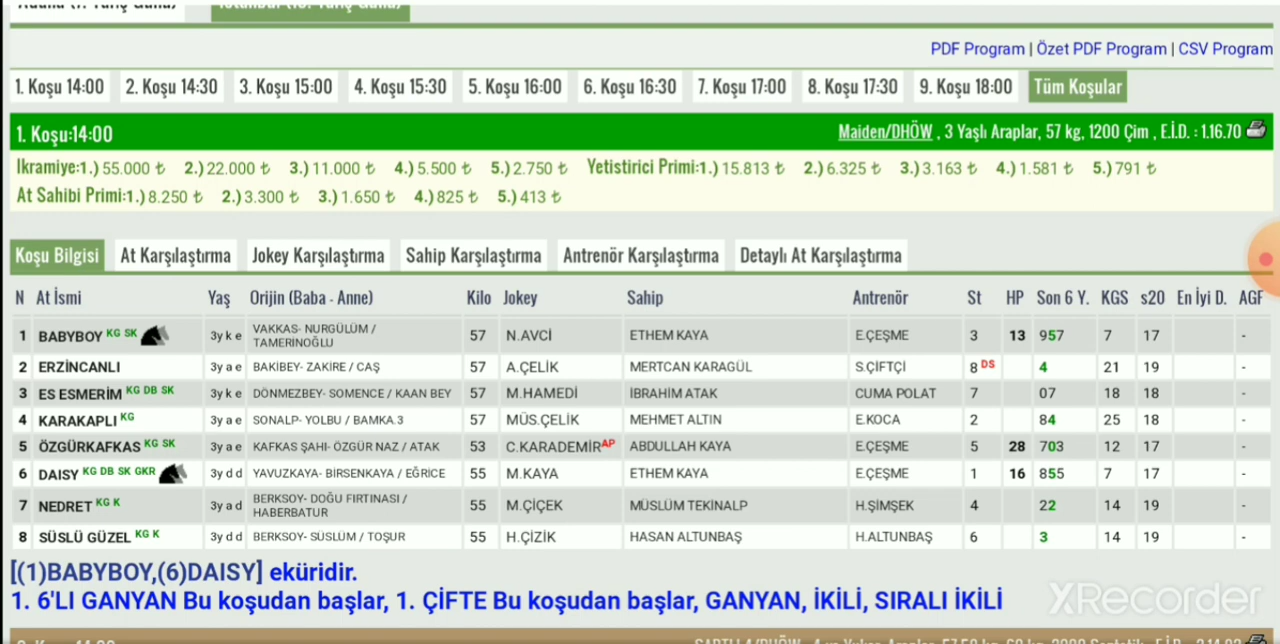 PDF Program | Özet PDF Program | CSV Program
1. Koşu 14:00 2. Koşu 14:30 3. Koşu 15:00 4. Koşu 15:30 5. Koşu 16:00 6. Koşu 16:30 7. Koşu 17:00 8. Koşu 17:30 9. Koşu 18:00 Tüm Koşular
1. Koşu:14:00 Maiden/DHÖW , 3 Yaşlı Araplar, 57 kg, 1200 Çim , E.İ.D. : 1.16.70
Ikramiye:1.) 55.000 ₺ 2.) 22.000 ₺ 3.) 11.000 ₺ 4.) 5.500 ₺ 5.) 2.750 ₺ Yetistirici Primi:1.) 15.813 ₺ 2.) 6.325 ₺ 3.) 3.163 ₺ 4.) 1.581 ₺ 5.) 791 ₺
At Sahibi Primi:1.) 8.250 ₺ 2.) 3.300 ₺ 3.) 1.650 ₺ 4.) 825 ₺ 5.) 413 ₺
Koşu Bilgisi At Karşılaştırma Jokey Karşılaştırma Sahip Karşılaştırma Antrenör Karşılaştırma Detaylı At Karşılaştırma
N At İsmi Yaş Orijin (Baba - Anne) Kilo Jokey Sahip Antrenör St HP Son 6 Y. KGS s20 En İyi D. AGF
1 BABYBOY KG SK 3y k e VAKKAS- NURGÜLÜM / TAMERİNOĞLU 57 N.AVCİ ETHEM KAYA E.ÇEŞME 3 13 957 7 17 -
2 ERZİNCANLI 3y a e BAKİBEY- ZAKİRE / CAŞ 57 A.ÇELİK MERTCAN KARAGÜL S.ÇİFTÇİ 8 DS 4 21 19 -
3 ES ESMERİM KG DB SK 3y k e DÖNMEZBEY- SOMENCE / KAAN BEY 57 M.HAMEDİ İBRAHİM ATAK CUMA POLAT 7 07 18 18 -
4 KARAKAPLI KG 3y a e SONALP- YOLBU / BAMKA.3 57 MÜS.ÇELİK MEHMET ALTIN E.KOCA 2 84 25 18 -
5 ÖZGÜRKAFKAS KG SK 3y a e KAFKAS ŞAHI- ÖZGÜR NAZ / ATAK 53 C.KARADEMİR AP ABDULLAH KAYA E.ÇEŞME 5 28 703 12 17 -
6 DAISY KG DB SK GKR 3y d d YAVUZKAYA- BİRSENKAYA / EĞRİCE 55 M.KAYA ETHEM KAYA E.ÇEŞME 1 16 855 7 17 -
7 NEDRET KG K 3y a d BERKSOY- DOĞU FIRTINASI / HABERBATUR 55 M.ÇİÇEK MÜSLÜM TEKİNALP H.ŞİMŞEK 4 22 14 19 -
8 SÜSLÜ GÜZEL KG K 3y d d BERKSOY- SÜSLÜM / TOŞUR 55 H.ÇİZİK HASAN ALTUNBAŞ H.ALTUNBAŞ 6 3 14 19 -
[(1)BABYBOY,(6)DAISY] eküridir.
1. 6'LI GANYAN Bu koşudan başlar, 1. ÇİFTE Bu koşudan başlar, GANYAN, İKİLİ, SIRALI İKİLİ
XRecorder